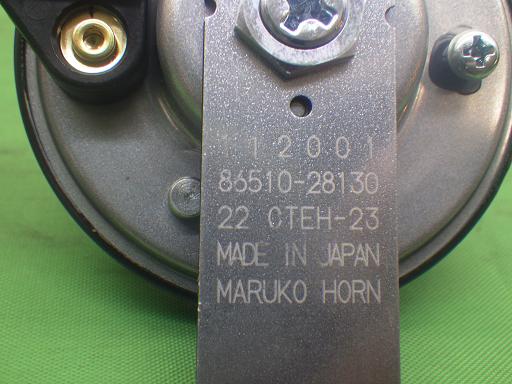 112001
86510-28130
22 CTEH-23
MADE IN JAPAN
MARUKO HORN